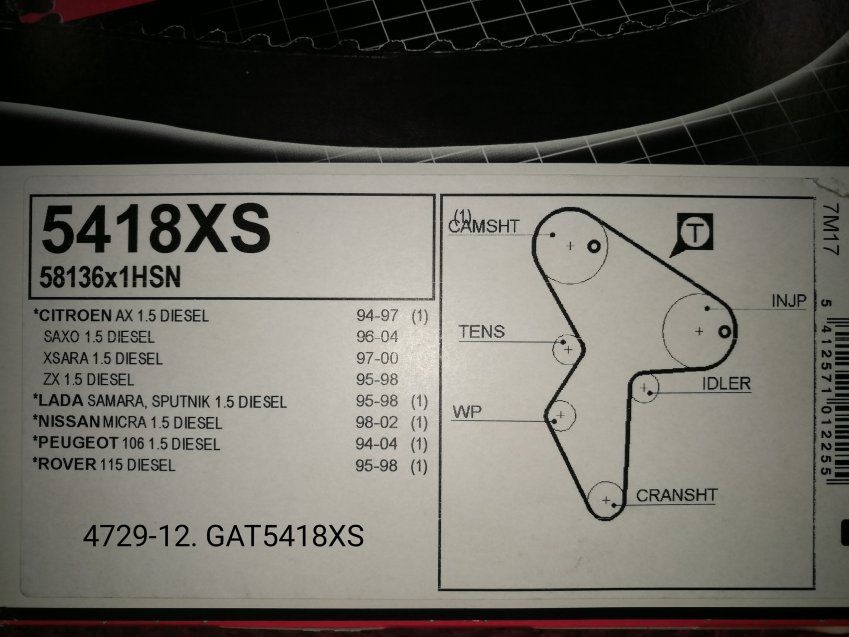 5418XS
58136x1HSN
*CITROEN AX 1.5 DIESEL 94-97 (1)
SAXO 1.5 DIESEL 96-04
XSARA 1.5 DIESEL 97-00
ZX 1.5 DIESEL 95-98
*LADA SAMARA, SPUTNIK 1.5 DIESEL 95-98 (1)
*NISSAN MICRA 1.5 DIESEL 98-02 (1)
*PEUGEOT 106 1.5 DIESEL 94-04 (1)
*ROVER 115 DIESEL 95-98 (1)
4729-12. GAT5418XS
(1)
CAMSHT
T
INJP
TENS
IDLER
WP
CRANSHT
7M17
5 412571 012255